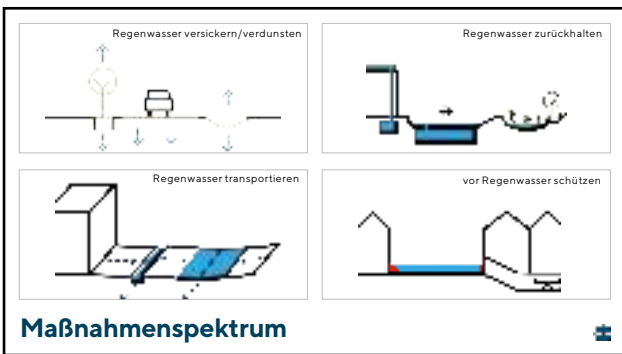 Regenwasser versickern/verdunsten
Regenwasser zurückhalten
Regenwasser transportieren
vor Regenwasser schützen
Maßnahmenspektrum